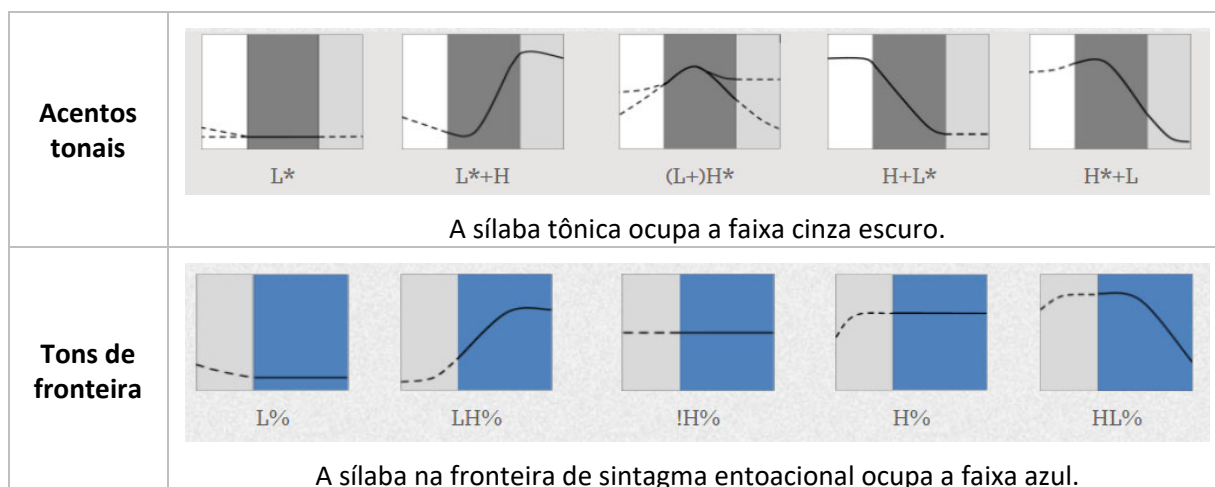 Acentos
tonais
L* L*+H (L+)H* H+L* H*+L
A sílaba tônica ocupa a faixa cinza escuro.
Tons de
fronteira
L% LH% !H% H% HL%
A sílaba na fronteira de sintagma entoacional ocupa a faixa azul.